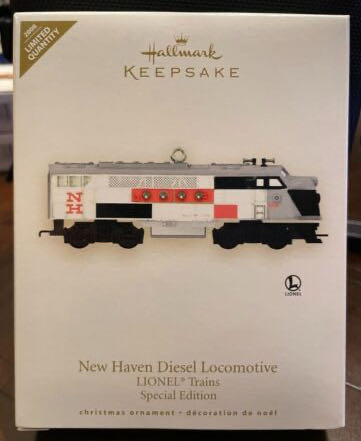 2008
LIMITED
QUANTITY
Hallmark
KEEPSAKE
N
H
L
LIONEL
New Haven Diesel Locomotive
LIONEL® Trains
Special Edition
christmas ornament • décoration de noël